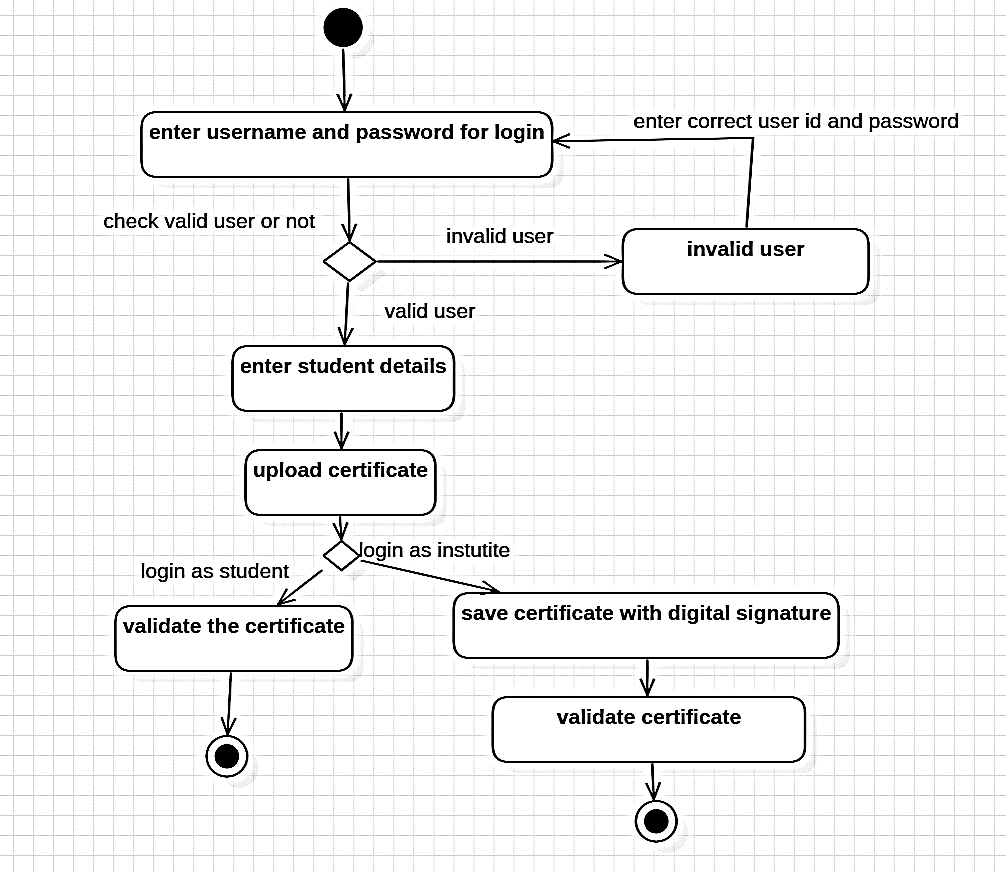 enter username and password for login
enter correct user id and password
check valid user or not
invalid user
invalid user
valid user
enter student details
upload certificate
login as instutite
login as student
validate the certificate
save certificate with digital signature
validate certificate